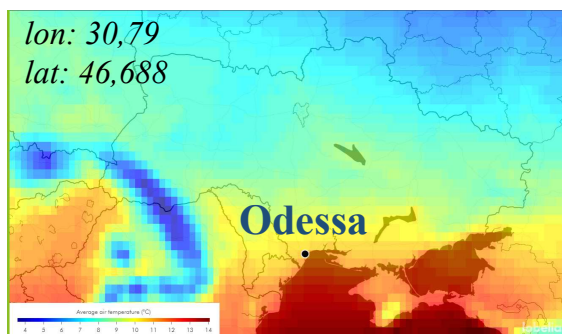 lon: 30,79
lat: 46,688
Odessa
Average air temperature (°C)
4 5 6 7 8 9 10 11 12 13 14